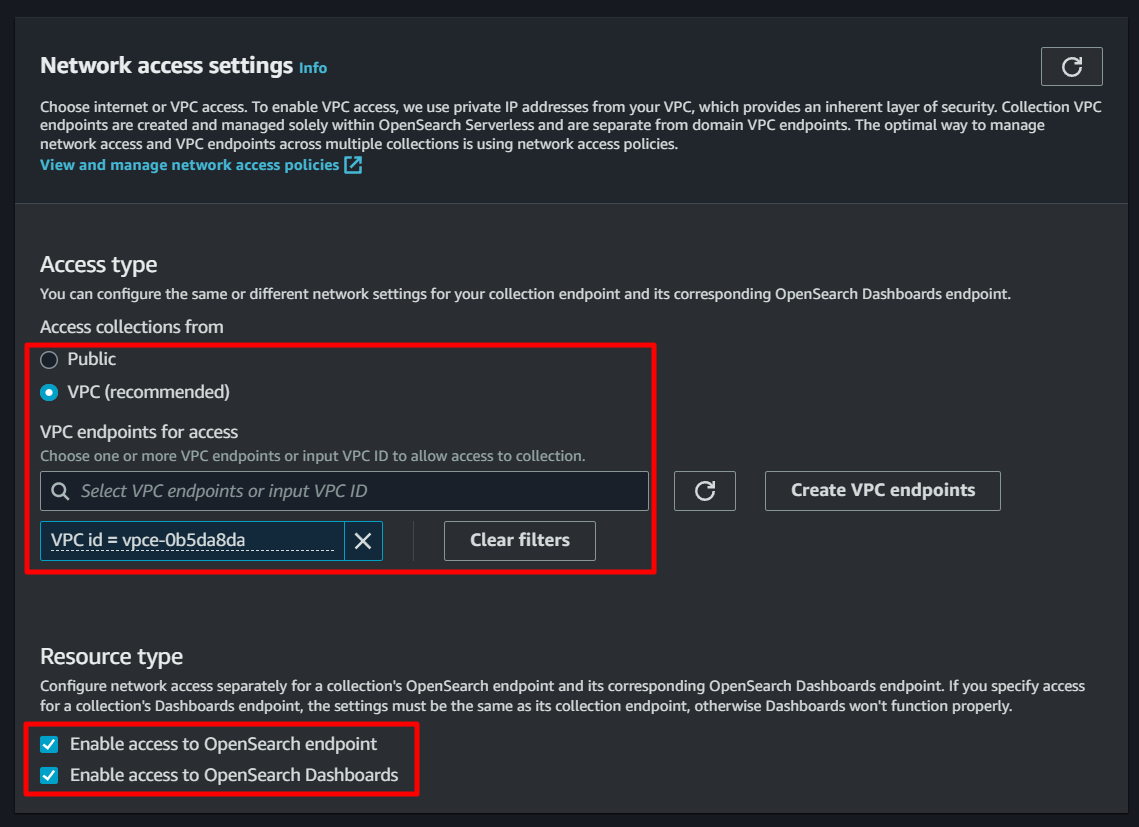 Network access settings Info
Choose internet or VPC access. To enable VPC access, we use private IP addresses from your VPC, which provides an inherent layer of security. Collection VPC
endpoints are created and managed solely within OpenSearch Serverless and are separate from domain VPC endpoints. The optimal way to manage
network access and VPC endpoints across multiple collections is using network access policies.
View and manage network access policies
Access type
You can configure the same or different network settings for your collection endpoint and its corresponding OpenSearch Dashboards endpoint.
Access collections from
Public
VPC (recommended)
VPC endpoints for access
Choose one or more VPC endpoints or input VPC ID to allow access to collection.
Select VPC endpoints or input VPC ID
Create VPC endpoints
VPC id = vpce-0b5da8da
Clear filters
Resource type
Configure network access separately for a collection's OpenSearch endpoint and its corresponding OpenSearch Dashboards endpoint. If you specify access
for a collection's Dashboards endpoint, the settings must be the same as its collection endpoint, otherwise Dashboards won't function properly.
Enable access to OpenSearch endpoint
Enable access to OpenSearch Dashboards